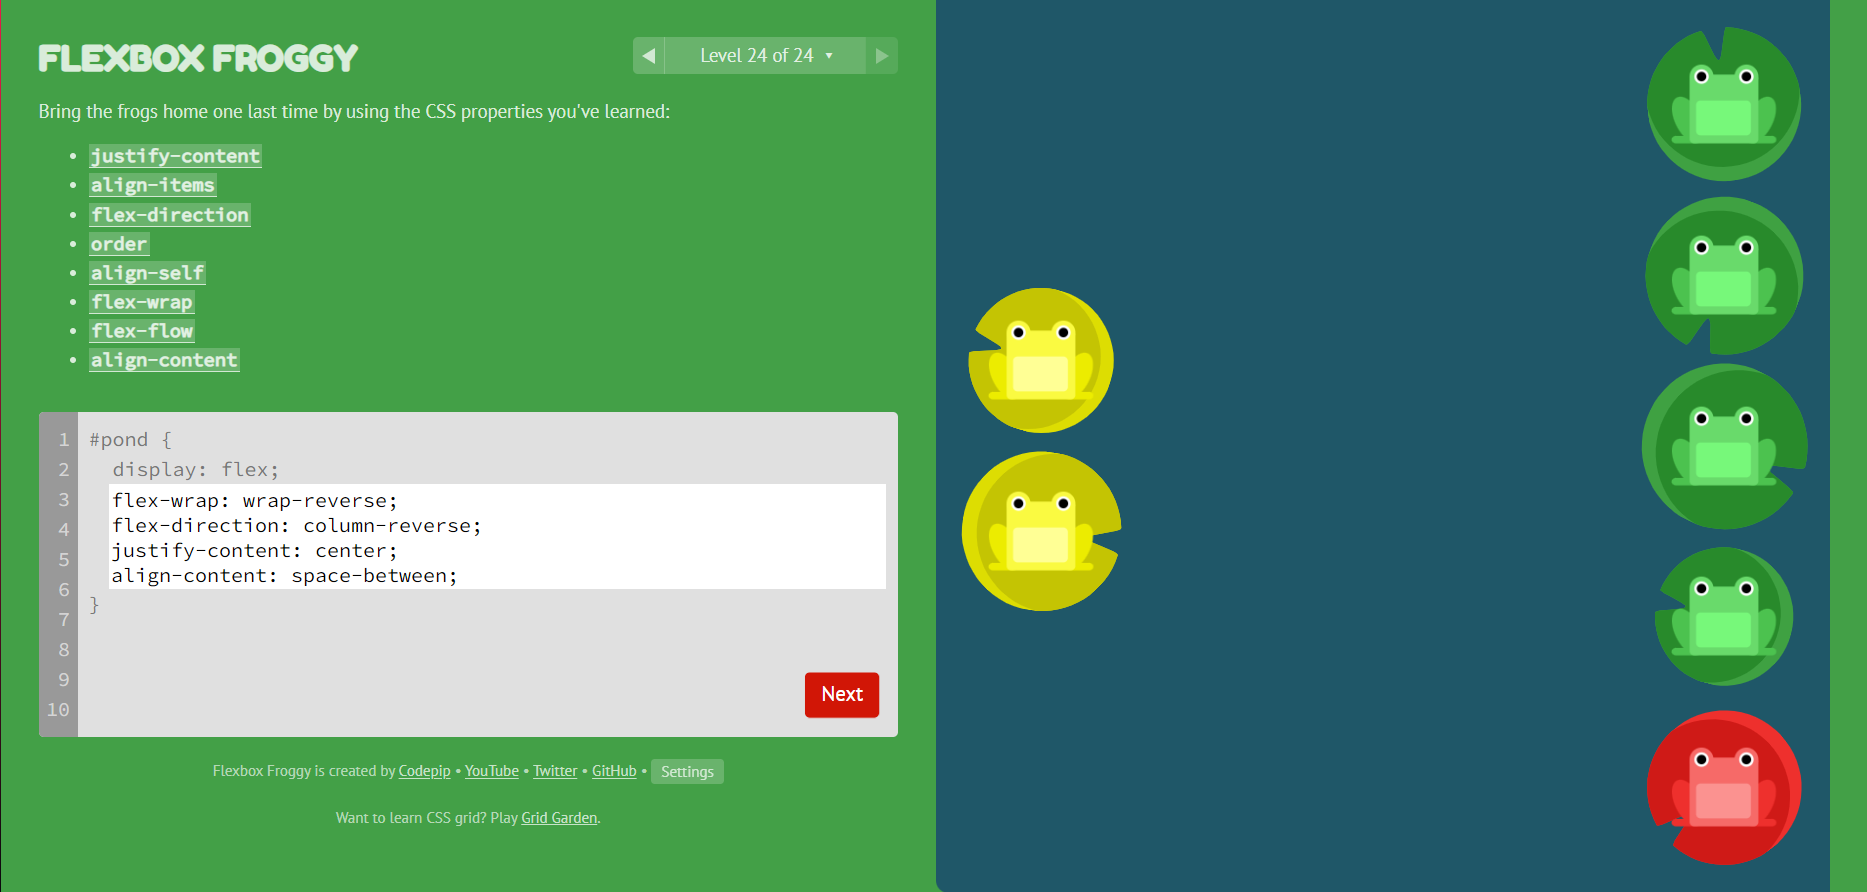 FLEXBOX FROGGY
Level 24 of 24
Bring the frogs home one last time by using the CSS properties you've learned:
justify-content
align-items
flex-direction
order
align-self
flex-wrap
flex-flow
align-content
1 #pond {
2 display: flex;
3 flex-wrap: wrap-reverse;
4 flex-direction: column-reverse;
5 justify-content: center;
6 align-content: space-between;
7 }
8
9
10
Next
Flexbox Froggy is created by Codepip • YouTube • Twitter • GitHub • Settings
Want to learn CSS grid? Play Grid Garden.